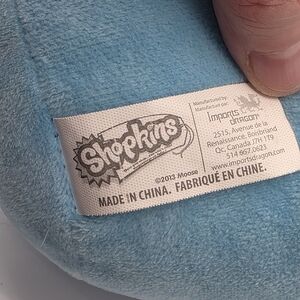 Shopkins
©2013 Moose
Manufactured by:
imports
dragon
2515, Avenue de la
Renaissance, Boisbriand
Qc, Canada J7H 1T9
514 867.0623
www.importsdragon.com
MADE IN CHINA. FABRIQUÉ EN CHINE.